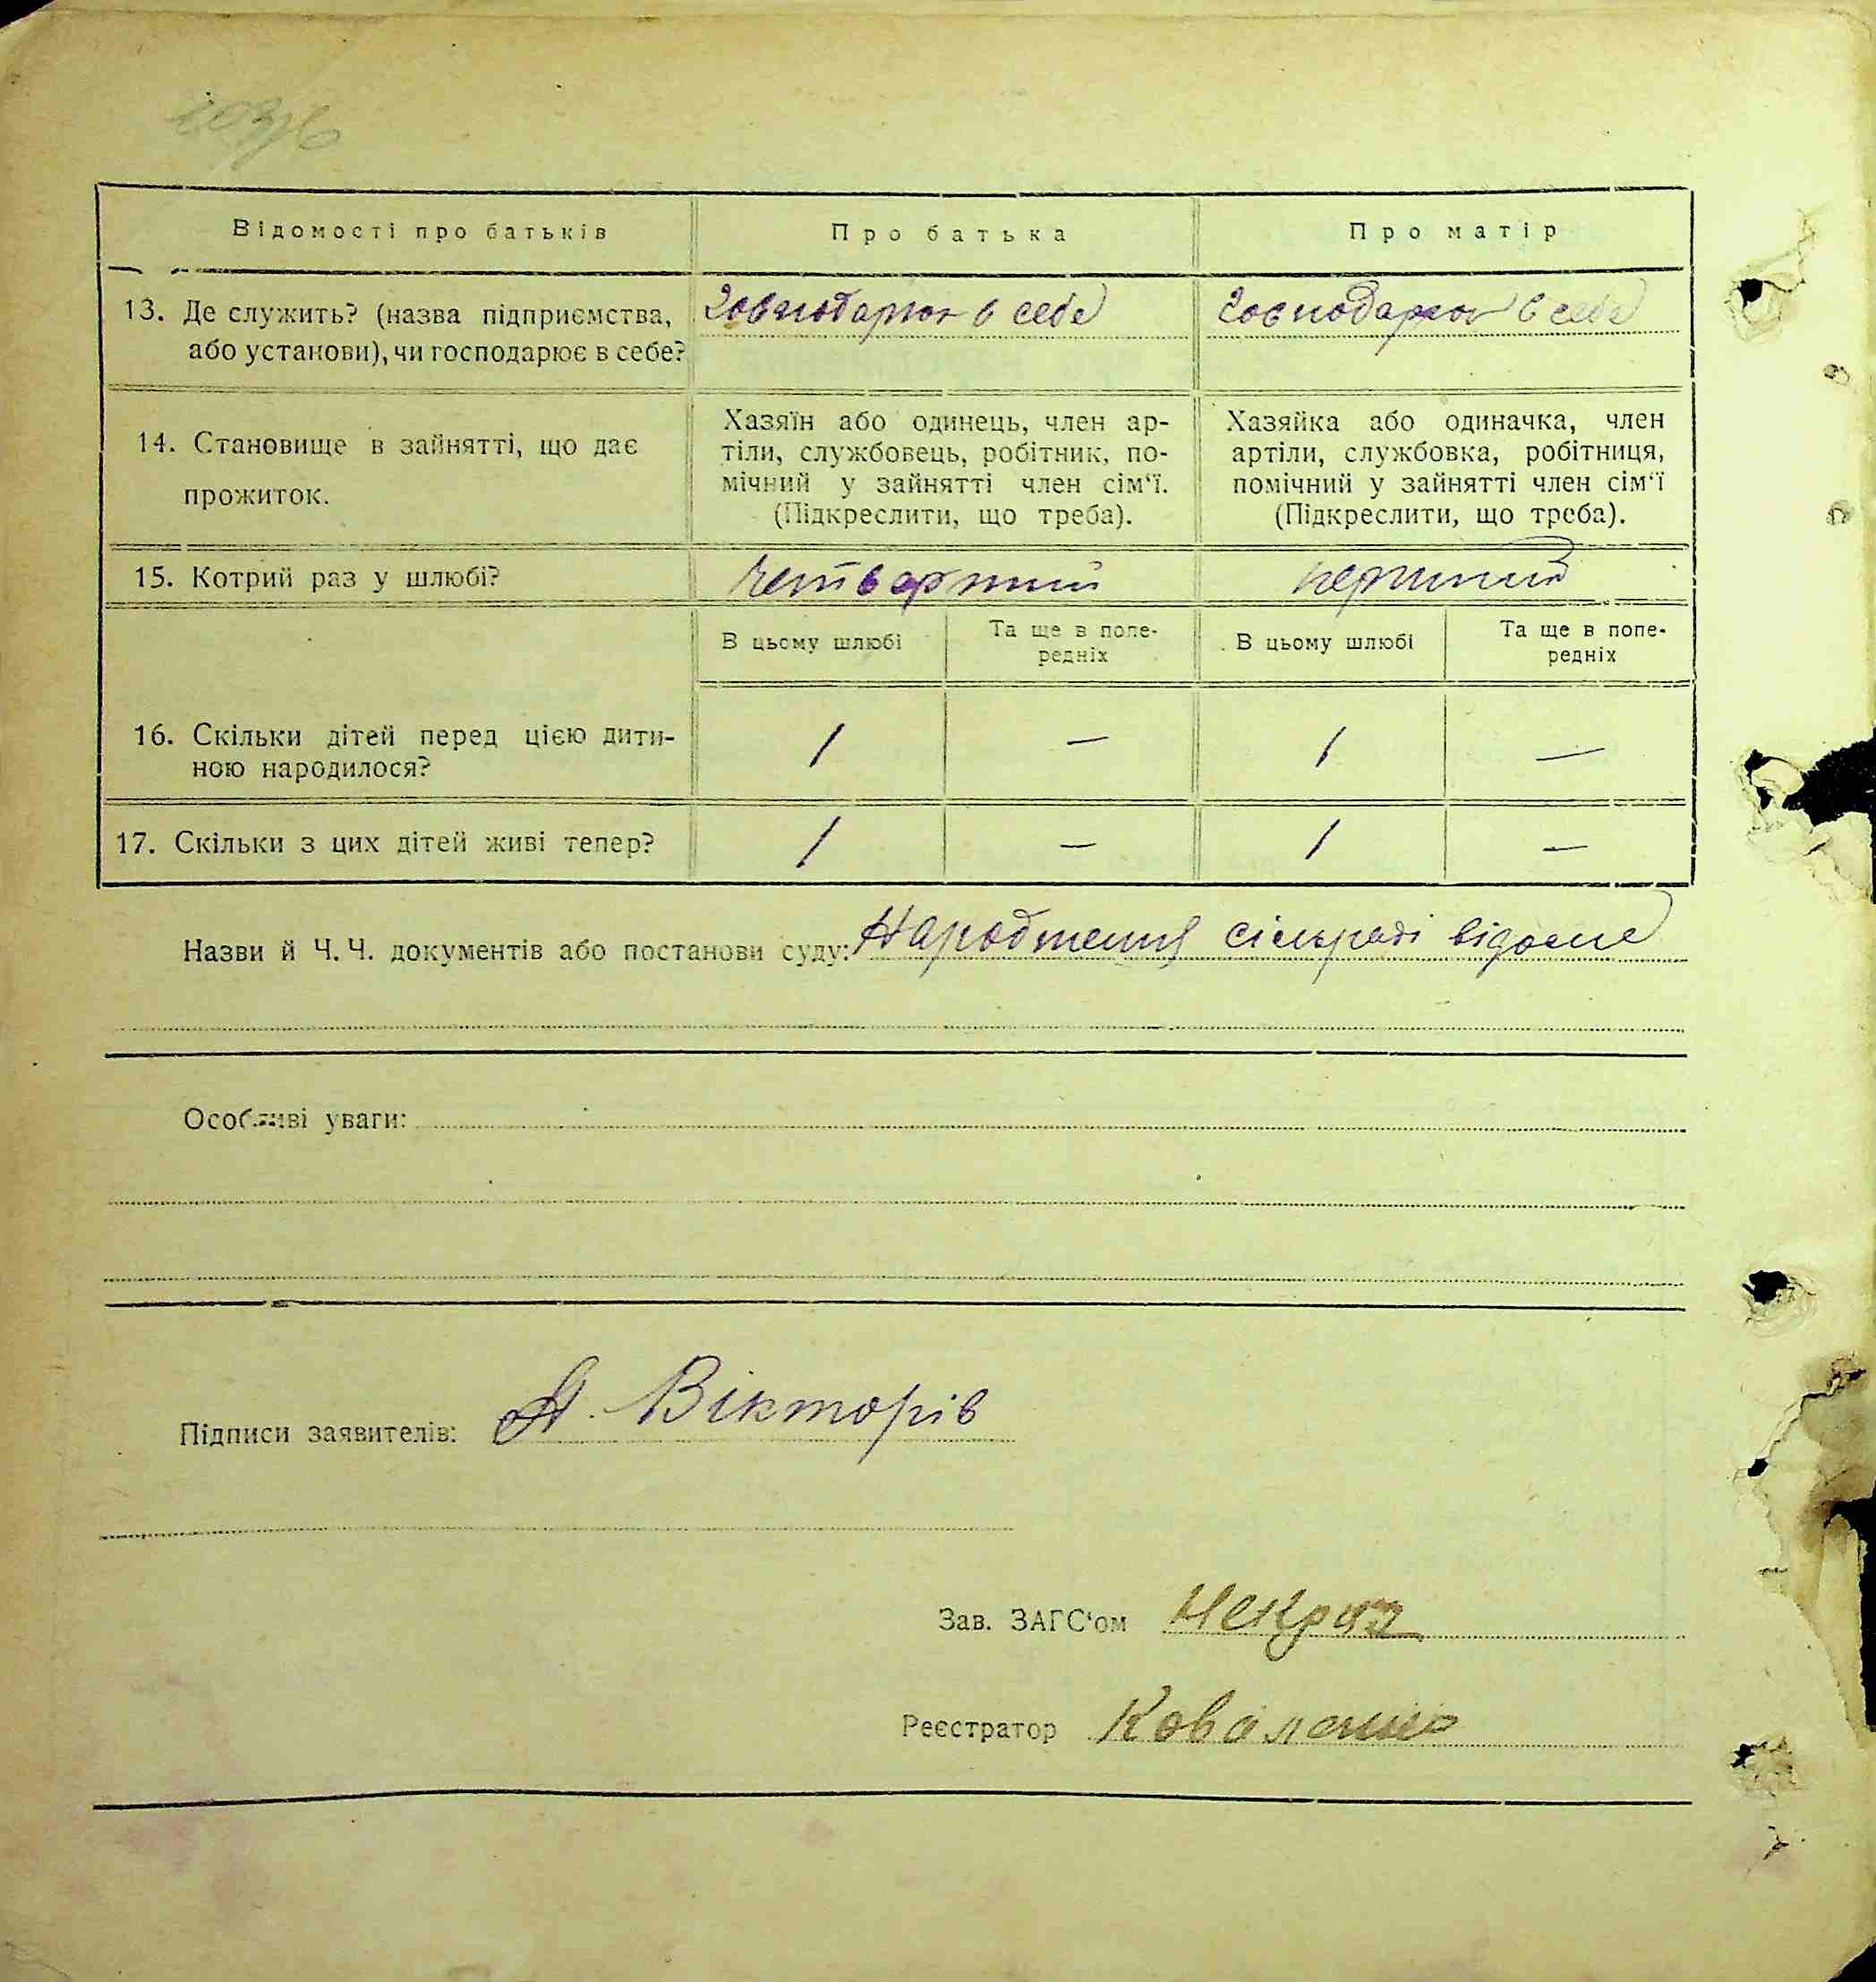 Відомості про батьків
Про батька
Про матір
13. Де служить? (назва підприємства,
або установи), чи господарює в себе?
господарює в себе
господарює в себе
14. Становище в зайнятті, що дає
прожиток.
Хазяїн або одинець, член ар-
тіли, службовець, робітник, по-
мічний у зайнятті член сім‘ї.
(Підкреслити, що треба).
Хазяйка або одиначка, член
артіли, службовка, робітниця,
помічний у зайнятті член сім‘ї
(Підкреслити, що треба).
15. Котрий раз у шлюбі?
четвертий
перший
В цьому шлюбі
Та ще в попе-
редніх
В цьому шлюбі
Та ще в попе-
редніх
16. Скільки дітей перед цією дити-
ною народилося?
1 — 1 —
17. Скільки з цих дітей живі тепер?
1 — 1 —
Назви й Ч. Ч. документів або постанови суду: Народження сільраді відоме
Особливі уваги:
Підписи заявителів: А. Вікторів
Зав. ЗАГС‘ом Некряз
Реєстратор Коваленко